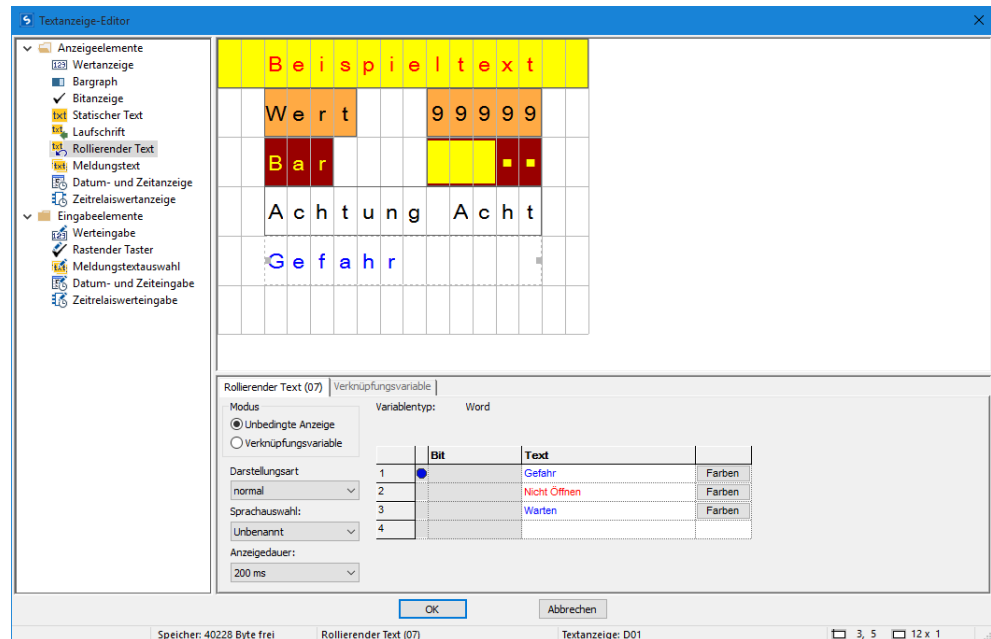 Textanzeige-Editor
Anzeigeelemente
Wertanzeige
Bargraph
Bitanzeige
Statischer Text
Laufschrift
Rollierender Text
Meldungstext
Datum- und Zeitanzeige
Zeitrelaiswertanzeige
Eingabeelemente
Werteingabe
Rastender Taster
Meldungstextauswahl
Datum- und Zeiteingabe
Zeitrelaiswerteingabe
Beispieltext
Wert 99999
Bar
Achtung Acht
Gefahr
Rollierender Text (07) Verknüpfungsvariable
Modus Variablentyp: Word
Unbedingte Anzeige
Verknüpfungsvariable
Bit Text
Darstellungsart
normal
Sprachauswahl:
Unbenannt
Anzeigedauer:
200 ms
1 Gefahr Farben
2 Nicht Öffnen Farben
3 Warten Farben
4
OK Abbrechen
Speicher: 40228 Byte frei Rollierender Text (07) Textanzeige: D01 3, 5 12 x 1